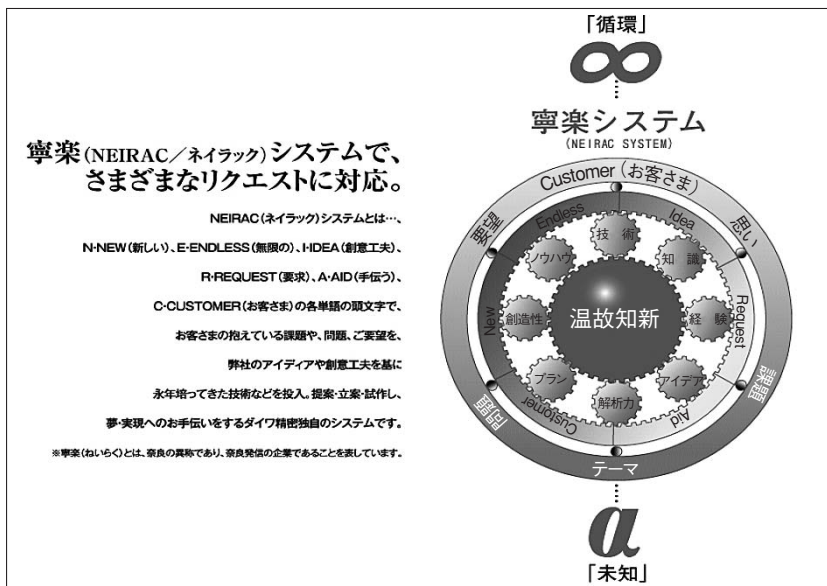 寧楽(NEIRAC/ネイラック)システムで、
さまざまなリクエストに対応。
NEIRAC(ネイラック)システムとは…、
N・NEW(新しい)、E・ENDLESS(無限の)、I・IDEA(創意工夫)、
R・REQUEST(要求)、A・AID(手伝う)、
C・CUSTOMER(お客さま)の各単語の頭文字で、
お客さまの抱えている課題や、問題、ご要望を、
弊社のアイディアや創意工夫を基に
永年培ってきた技術などを投入。提案・立案・試作し、
夢・実現へのお手伝いをするダイワ精密独自のシステムです。
※寧楽(ねいらく)とは、奈良の異称であり、奈良発信の企業であることを表しています。
「循環」
∞
寧楽システム
(NEIRAC SYSTEM)
Customer(お客さま)
要望
思い
Endless
Idea
技術
ノウハウ
知識
New
創造性
温故知新
経験
Request
プラン
アイデア
解析力
Customer
Aid
問題
課題
テーマ
α
「未知」